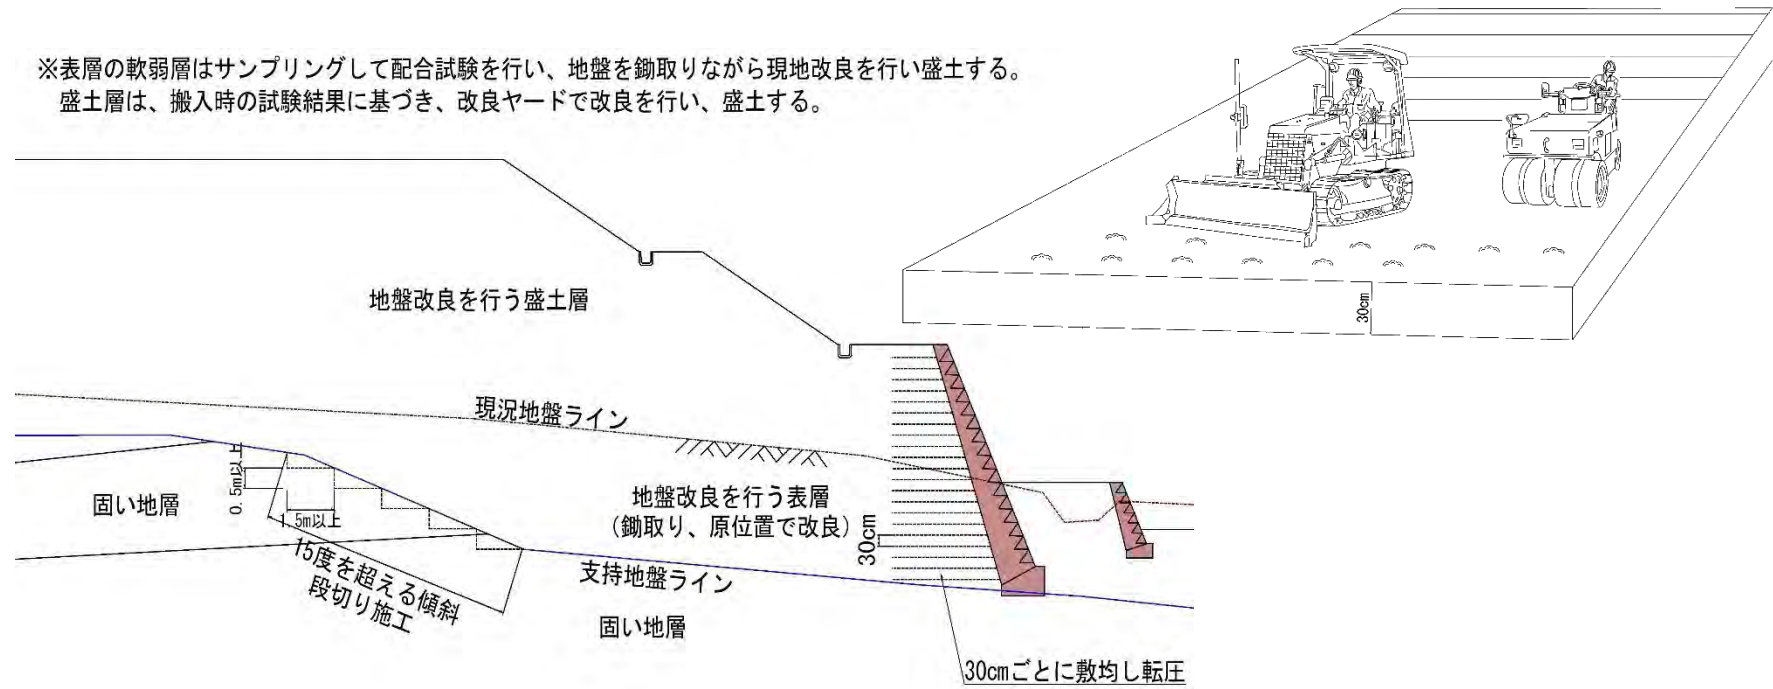 ※表層の軟弱層はサンプリングして配合試験を行い、地盤を鋤取りながら現地改良を行い盛土する。
盛土層は、搬入時の試験結果に基づき、改良ヤードで改良を行い、盛土する。
30cm
地盤改良を行う盛土層
現況地盤ライン
0.5m以上
固い地層
5m以上
地盤改良を行う表層
（鋤取り、原位置で改良）
30cm
15度を超える傾斜
段切り施工
支持地盤ライン
固い地層
30cmごとに敷均し転圧